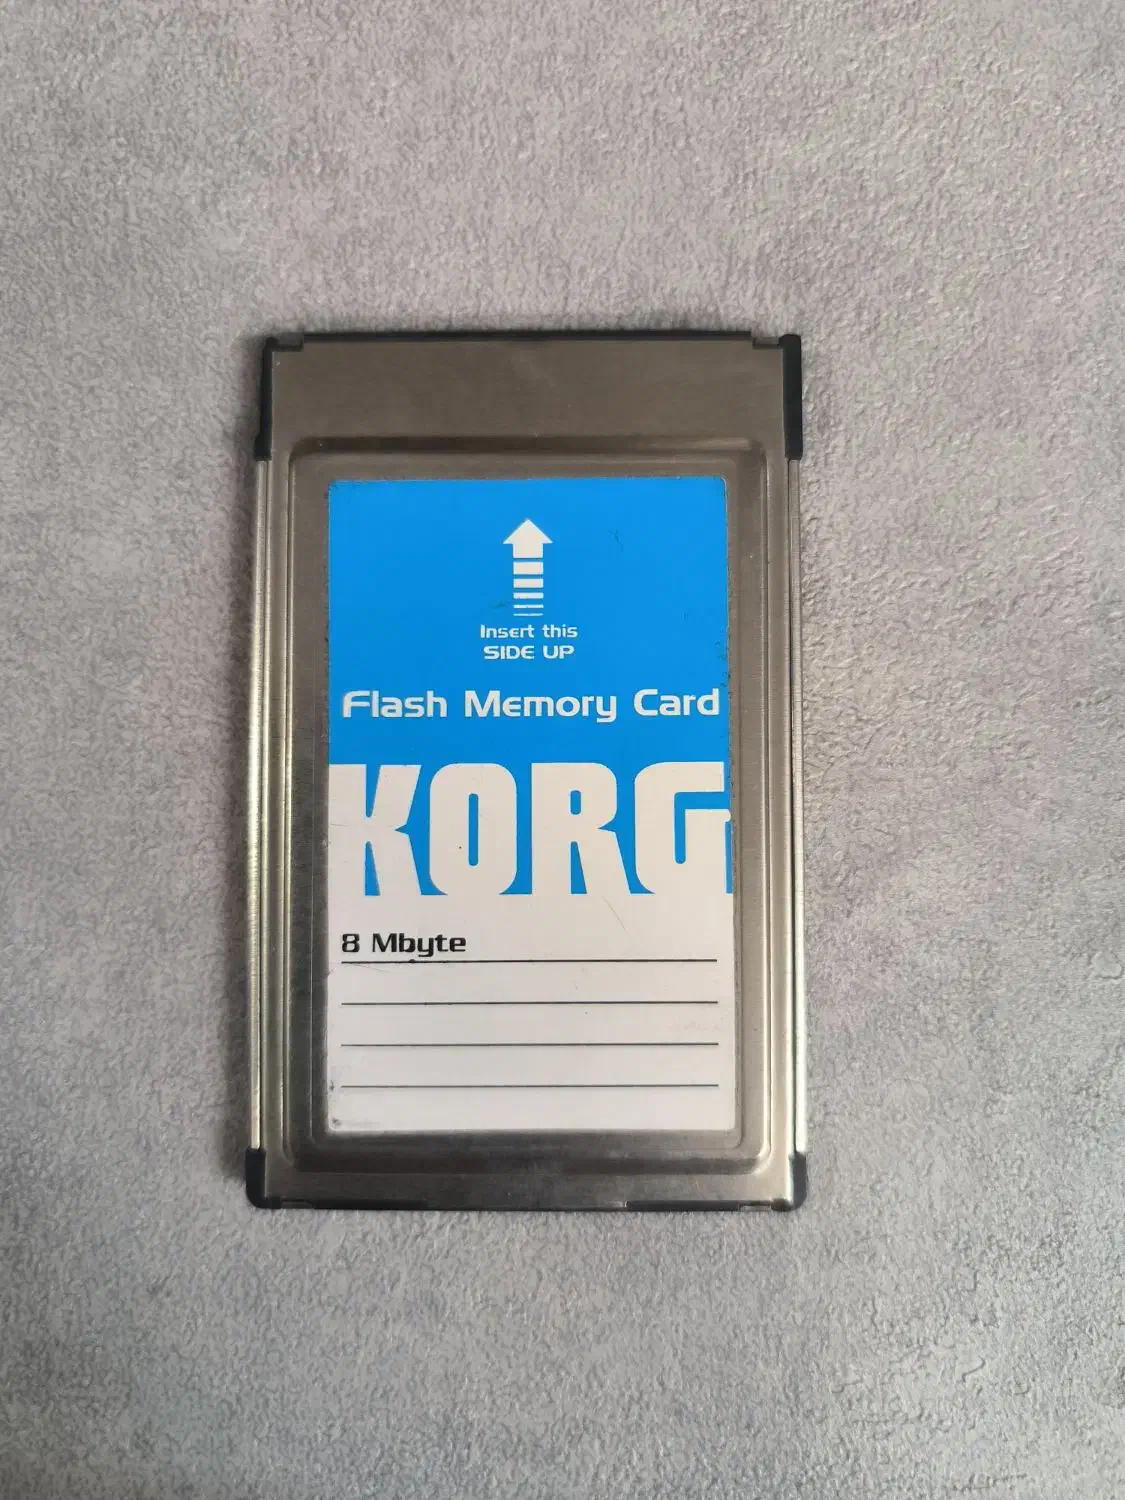 Insert this
SIDE UP
Flash Memory Card
KORG
8 Mbyte